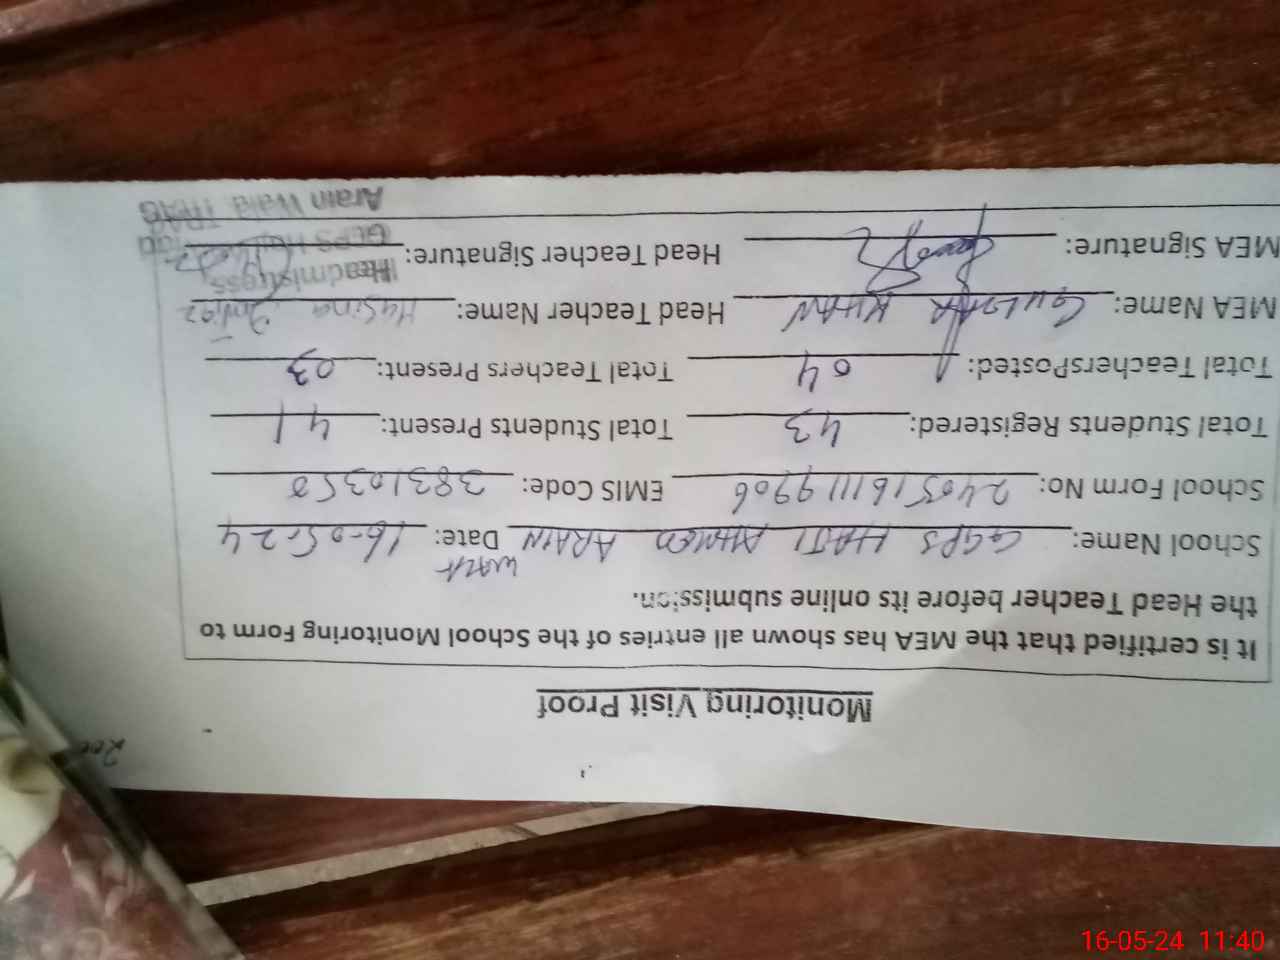 Monitoring Visit Proof
It is certified that the MEA has shown all entries of the School Monitoring Form to
the Head Teacher before its online submission.
School Name: GGPS HAJI AHMED ARAIN WALA Date: 16-05-24
School Form No: 2405161119906 EMIS Code: 38310350
Total Students Registered: 43 Total Students Present: 41
Total TeachersPosted: 04 Total Teachers Present: 03
MEA Name: GULZAR KHAN Head Teacher Name: Hasina Imtiaz
MEA Signature: Head Teacher Signature:
Headmistress
Arain Wala
16-05-24 11:40